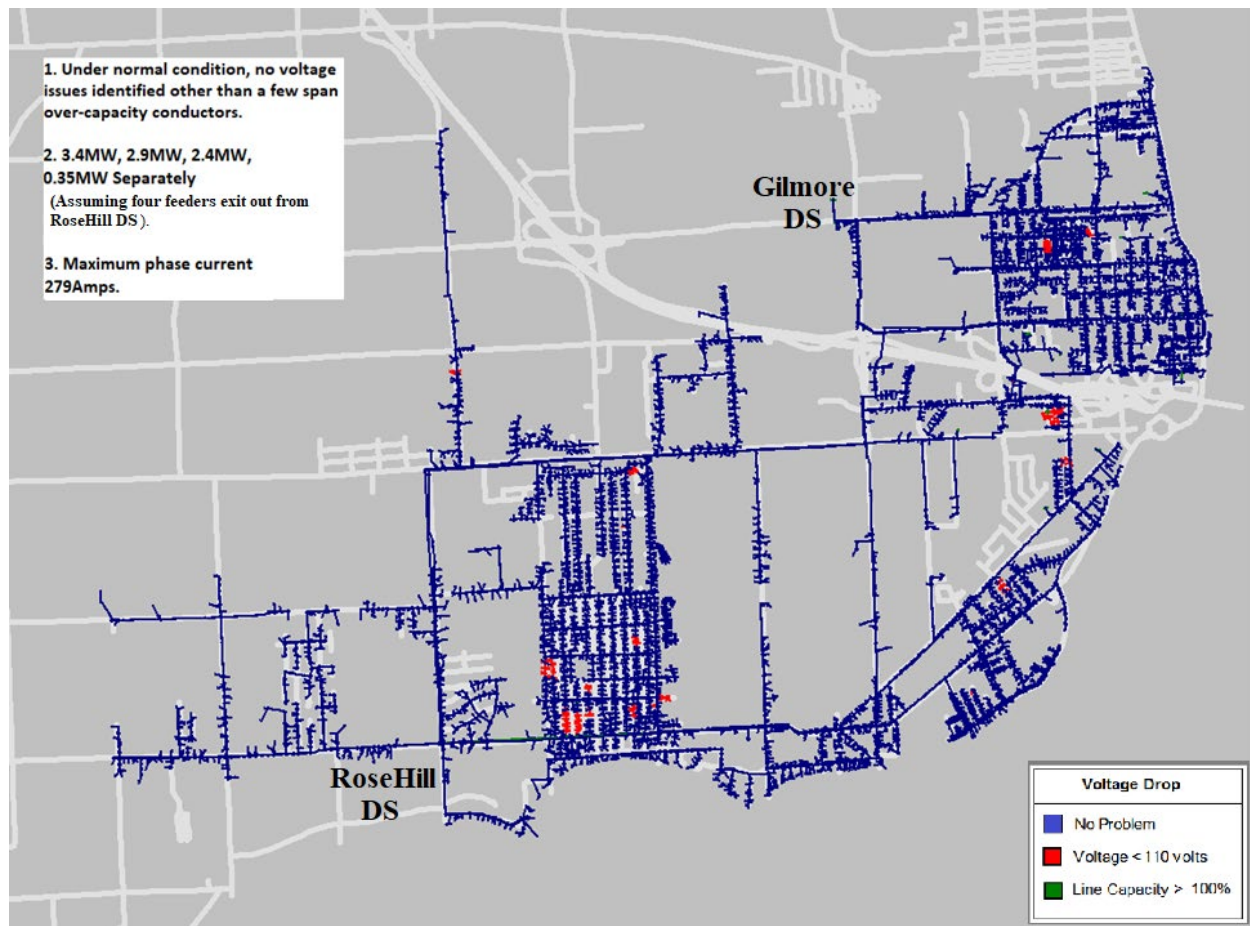 1. Under normal condition, no voltage
issues identified other than a few span
over-capacity conductors.
2. 3.4MW, 2.9MW, 2.4MW,
0.35MW Separately
(Assuming four feeders exit out from
RoseHill DS ).
3. Maximum phase current
279Amps.
Gilmore
DS
RoseHill
DS
Voltage Drop
No Problem
Voltage < 110 volts
Line Capacity > 100%